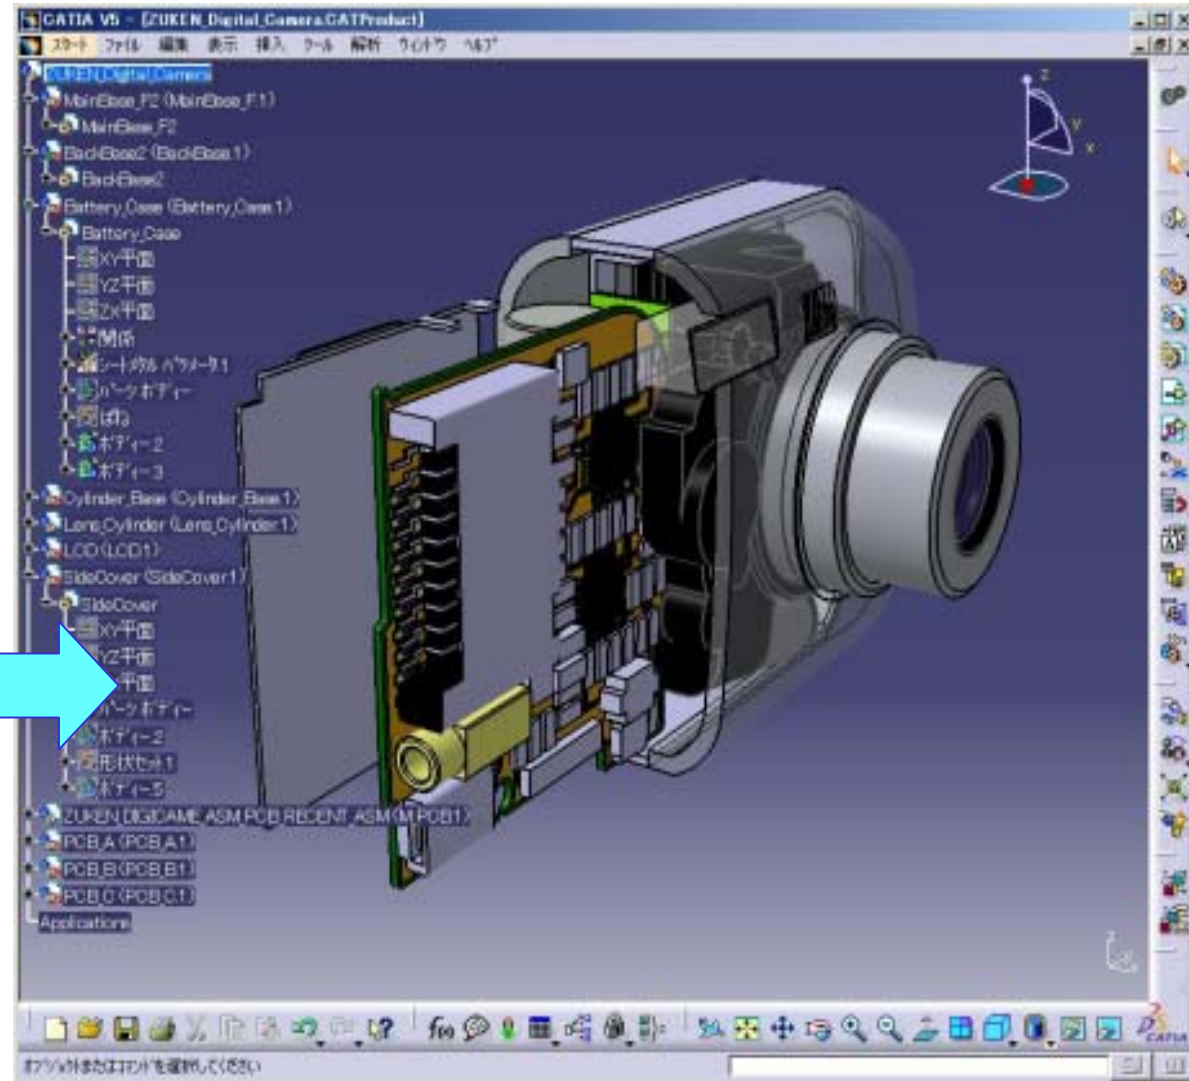 CATIA V5 - [ZUKEN_Digital_Camera.CATProduct]
スタート ファイル 編集 表示 挿入 ツール 解析 ウィンドウ ヘルプ
ZUKEN_Digital_Camera
MainBase_F2 (MainBase_F.1)
MainBase_F2
BackBase2 (BackBase.1)
BackBase2
Battery_Case (Battery_Case.1)
Battery_Case
XY平面
YZ平面
ZX平面
関係
シートメタル パラメータ.1
パーツ ボディー
ばね
ボディー2
ボディー3
Cylinder_Base (Cylinder_Base.1)
Lens_Cylinder (Lens_Cylinder.1)
LCD (LCD.1)
SideCover (SideCover.1)
SideCover
XY平面
YZ平面
平面
パーツ ボディー
ボディー2
形状セット.1
ボディー5
ZUKEN_DIGICAME_ASM_PCB_RECENT_ASM (M_PCB1)
PCB_A (PCB_A.1)
PCB_B (PCB_B.1)
PCB_C (PCB_C.1)
Applications
z
y
x
f(x)
CATIA
オブジェクトまたはコマンドを選択してください